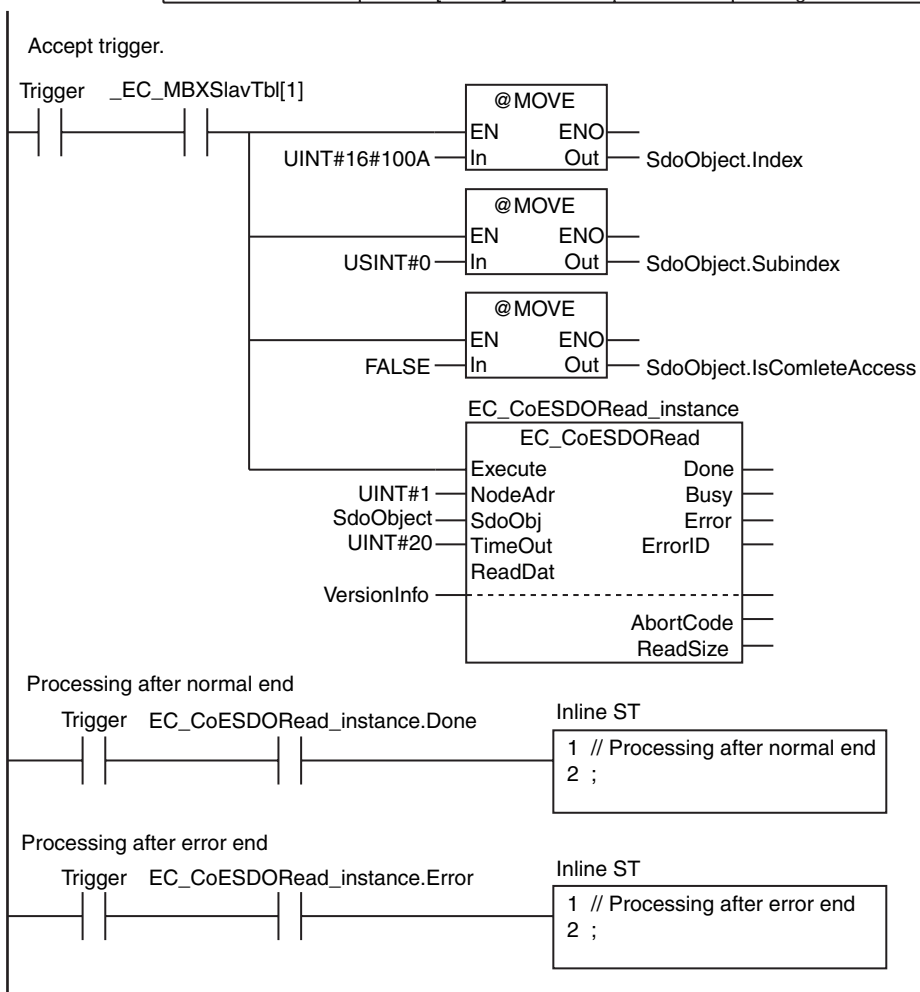 Accept trigger.
Trigger _EC_MBXSlavTbl[1]
@MOVE
EN ENO
UINT#16#100A In Out SdoObject.Index
@MOVE
EN ENO
USINT#0 In Out SdoObject.Subindex
@MOVE
EN ENO
FALSE In Out SdoObject.IsComleteAccess
EC_CoESDORead_instance
EC_CoESDORead
Execute Done
UINT#1 NodeAdr Busy
SdoObject SdoObj Error
UINT#20 TimeOut ErrorID
ReadDat
VersionInfo
AbortCode
ReadSize
Processing after normal end
Trigger EC_CoESDORead_instance.Done
Inline ST
1 // Processing after normal end
2 ;
Processing after error end
Trigger EC_CoESDORead_instance.Error
Inline ST
1 // Processing after error end
2 ;